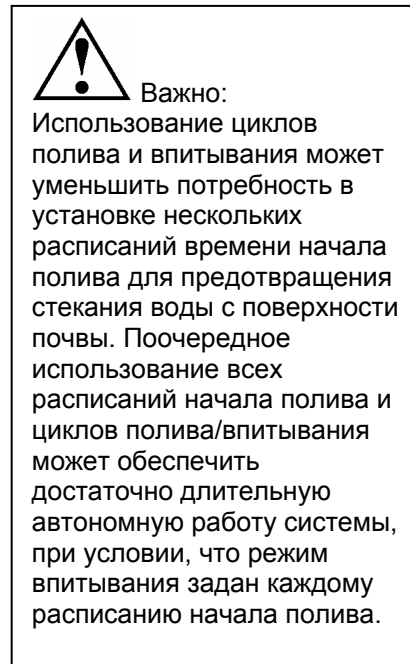 Важно:
Использование циклов
полива и впитывания может
уменьшить потребность в
установке нескольких
расписаний времени начала
полива для предотвращения
стекания воды с поверхности
почвы. Поочередное
использование всех
расписаний начала полива и
циклов полива/впитывания
может обеспечить
достаточно длительную
автономную работу системы,
при условии, что режим
впитывания задан каждому
расписанию начала полива.